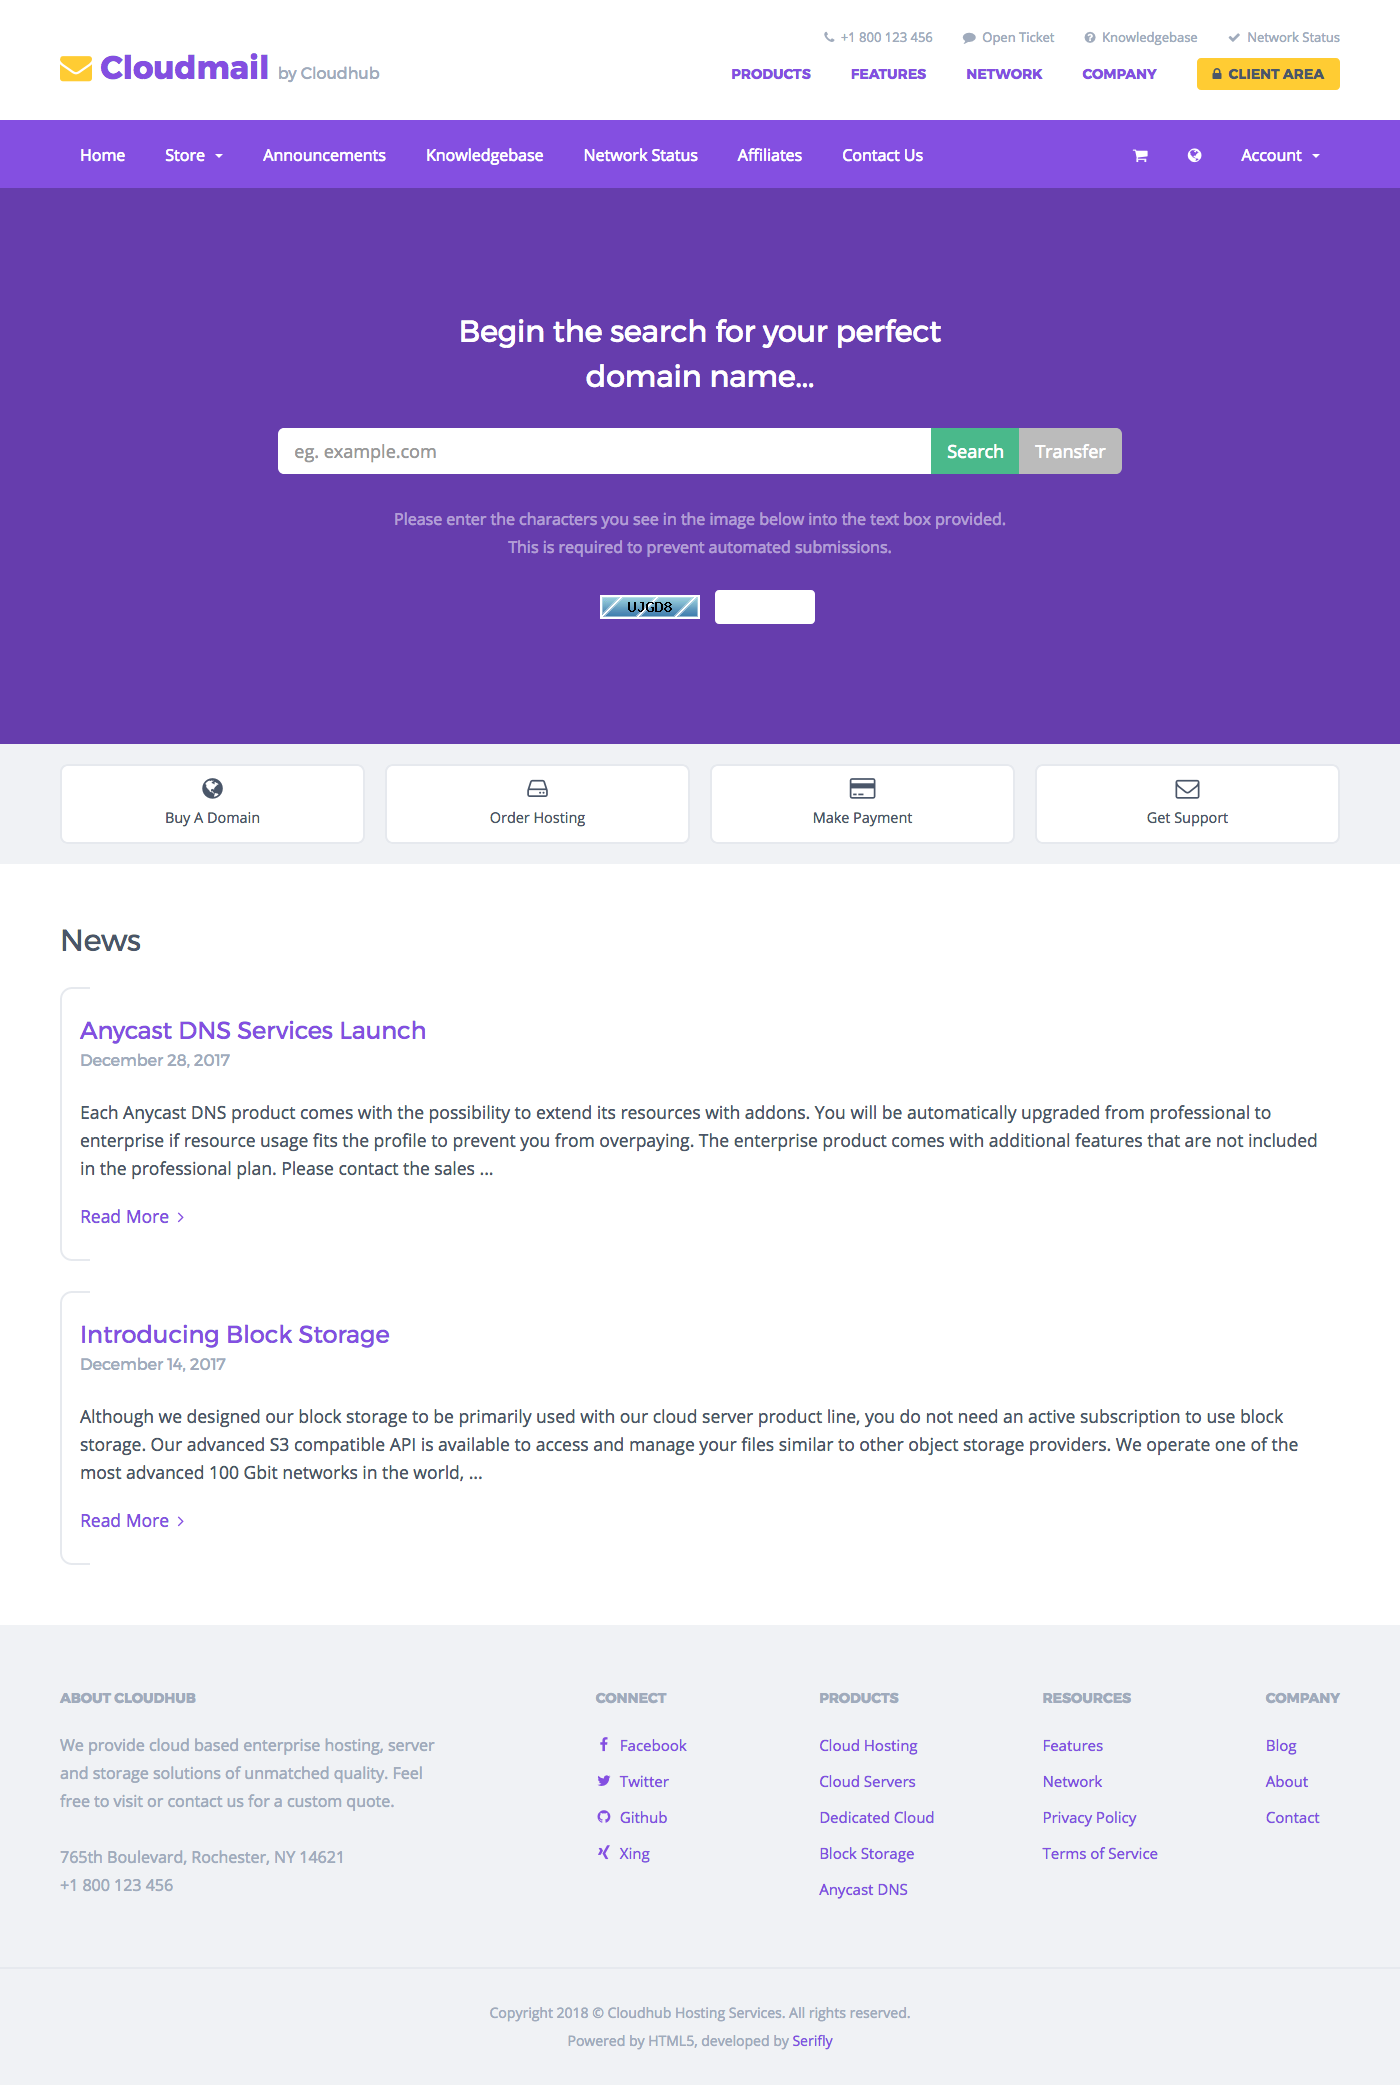 +1 800 123 456 Open Ticket Knowledgebase Network Status
Cloudmail by Cloudhub
PRODUCTS FEATURES NETWORK COMPANY CLIENT AREA
Home Store Announcements Knowledgebase Network Status Affiliates Contact Us Account
Begin the search for your perfect
domain name...
eg. example.com Search Transfer
Please enter the characters you see in the image below into the text box provided.
This is required to prevent automated submissions.
UJGD8
Buy A Domain Order Hosting Make Payment Get Support
News
Anycast DNS Services Launch
December 28, 2017
Each Anycast DNS product comes with the possibility to extend its resources with addons. You will be automatically upgraded from professional to
enterprise if resource usage fits the profile to prevent you from overpaying. The enterprise product comes with additional features that are not included
in the professional plan. Please contact the sales ...
Read More
Introducing Block Storage
December 14, 2017
Although we designed our block storage to be primarily used with our cloud server product line, you do not need an active subscription to use block
storage. Our advanced S3 compatible API is available to access and manage your files similar to other object storage providers. We operate one of the
most advanced 100 Gbit networks in the world, ...
Read More
ABOUT CLOUDHUB
We provide cloud based enterprise hosting, server
and storage solutions of unmatched quality. Feel
free to visit or contact us for a custom quote.
765th Boulevard, Rochester, NY 14621
+1 800 123 456
CONNECT
Facebook
Twitter
Github
Xing
PRODUCTS
Cloud Hosting
Cloud Servers
Dedicated Cloud
Block Storage
Anycast DNS
RESOURCES
Features
Network
Privacy Policy
Terms of Service
COMPANY
Blog
About
Contact
Copyright 2018 © Cloudhub Hosting Services. All rights reserved.
Powered by HTML5, developed by Serifly